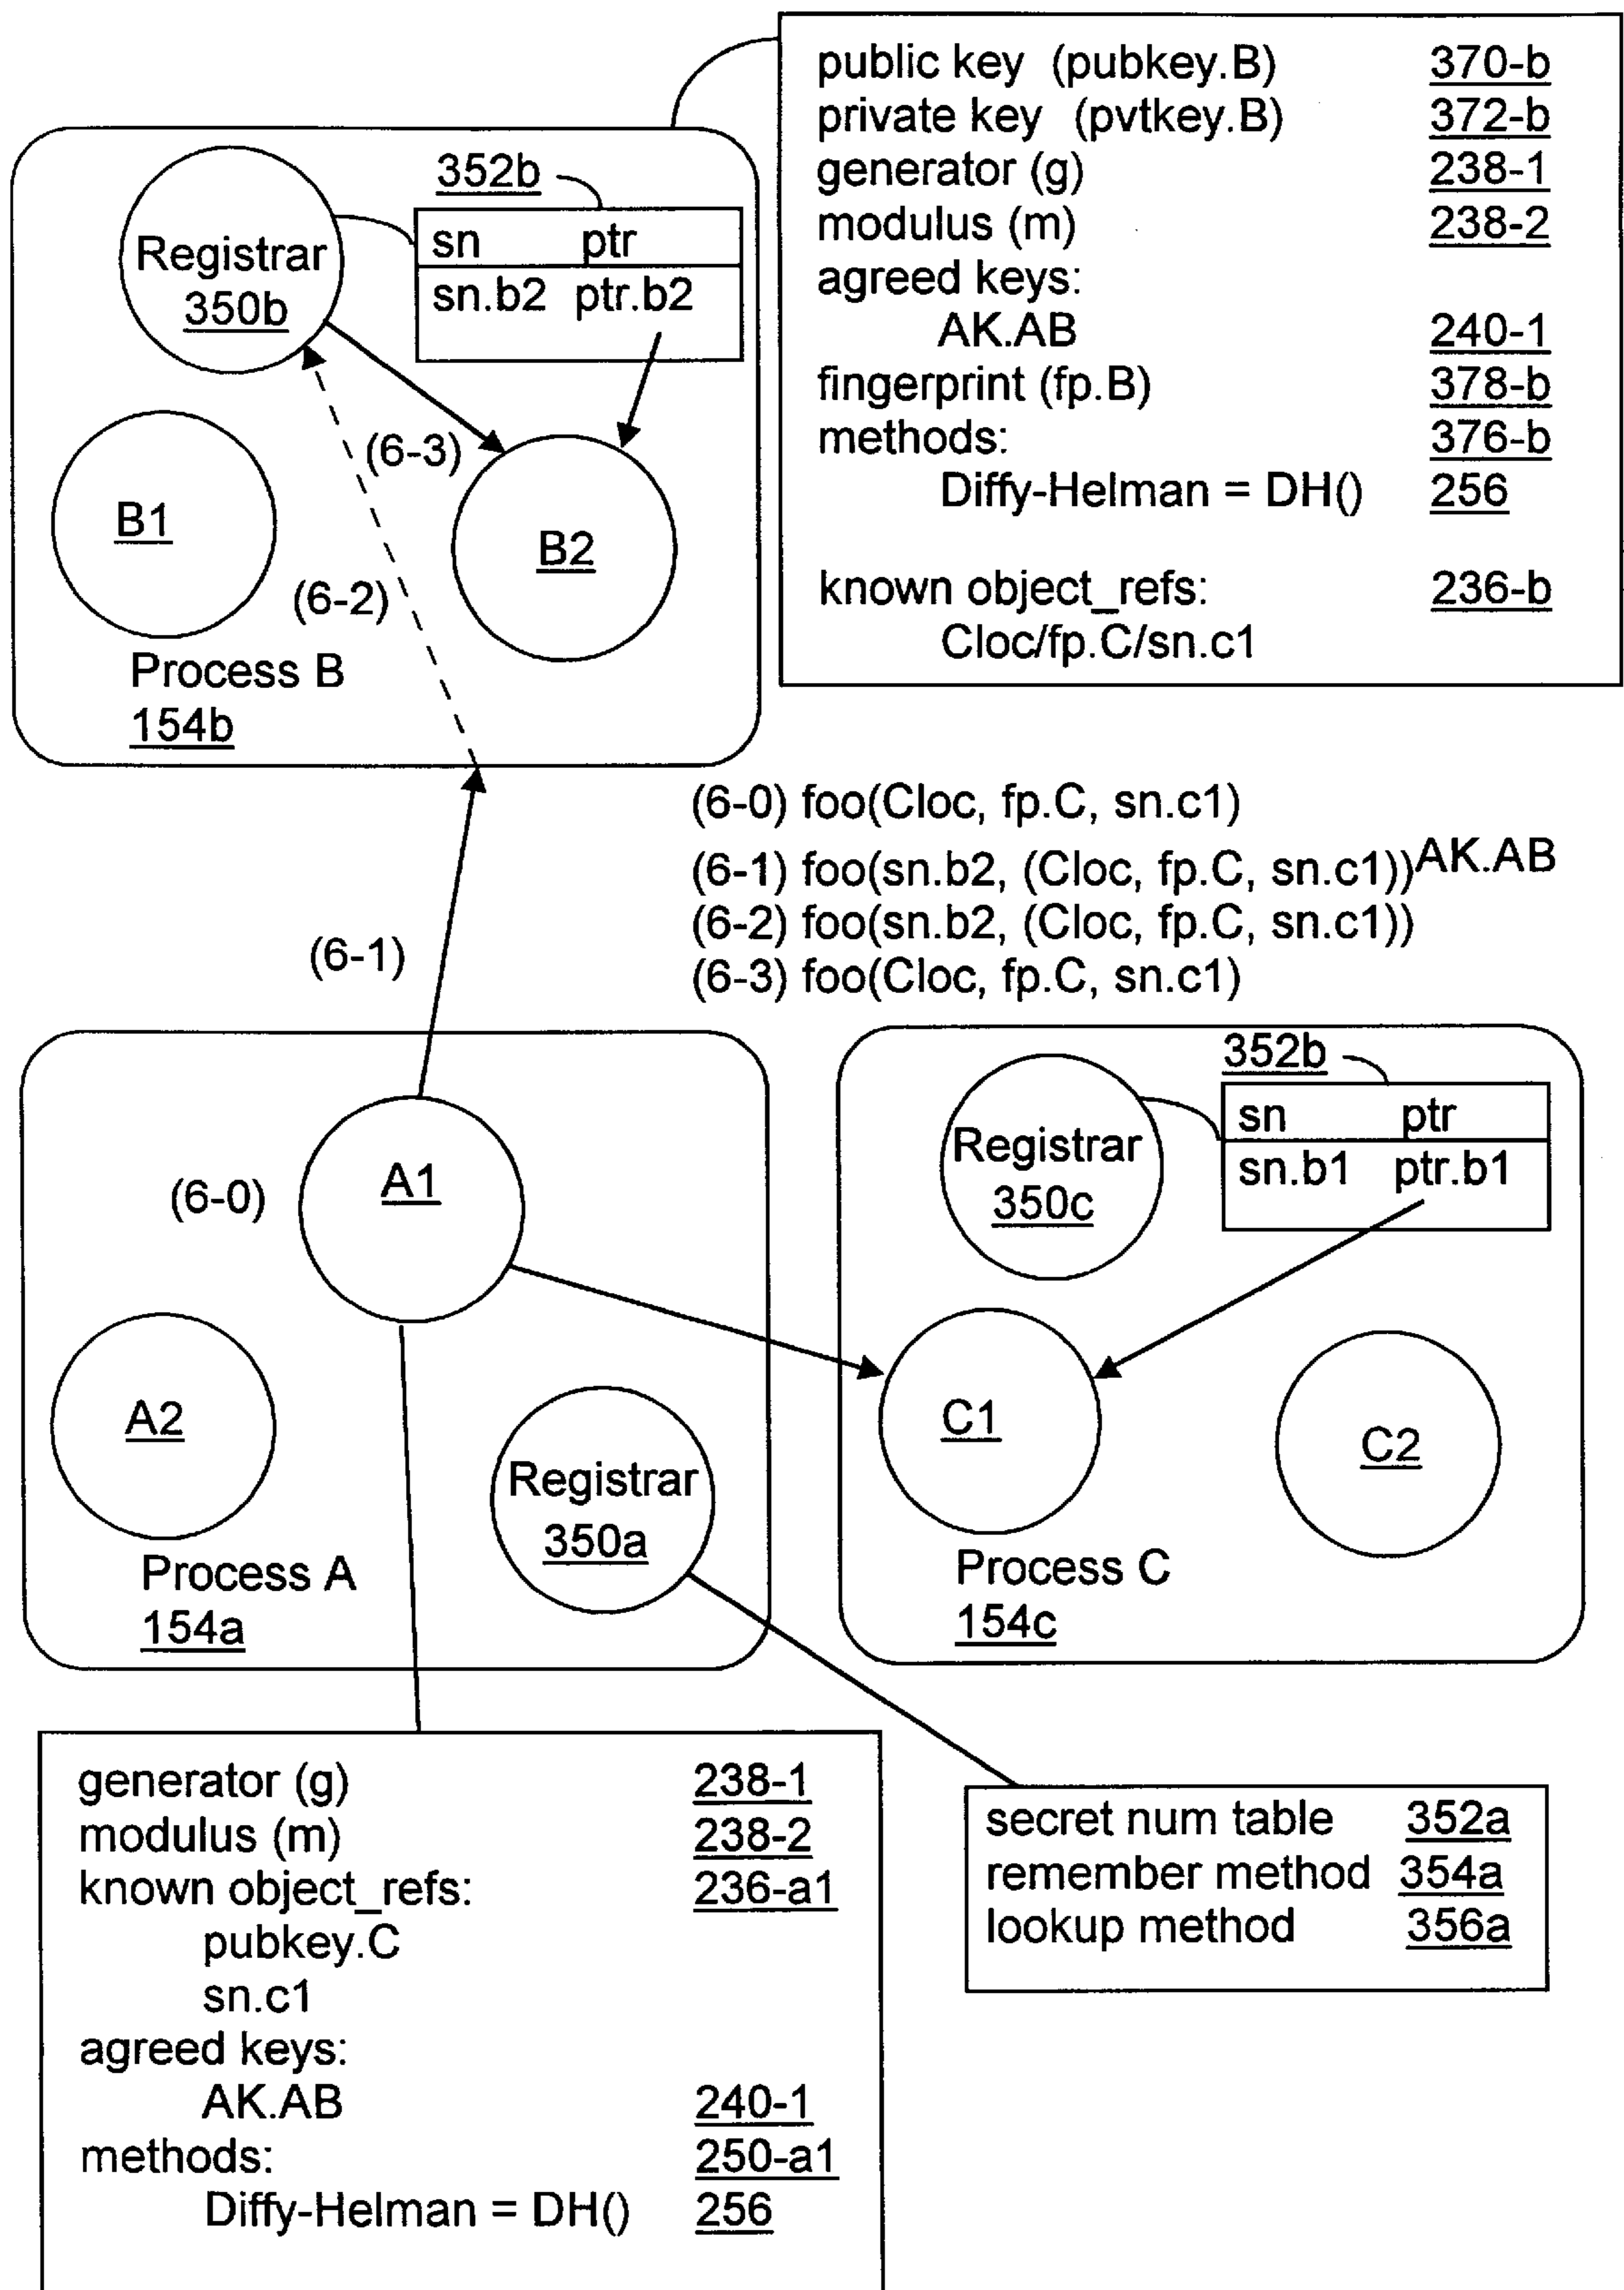 public key (pubkey.B) 370-b
private key (pvtkey.B) 372-b
generator (g) 238-1
modulus (m) 238-2
agreed keys:
AK.AB 240-1
fingerprint (fp.B) 378-b
methods: 376-b
Diffy-Helman = DH() 256
known object_refs: 236-b
Cloc/fp.C/sn.c1
352b
sn ptr
sn.b2 ptr.b2
Registrar
350b
(6-3)
B1
B2
(6-2)
Process B
154b
(6-0) foo(Cloc, fp.C, sn.c1)
(6-1) foo(sn.b2, (Cloc, fp.C, sn.c1))AK.AB
(6-2) foo(sn.b2, (Cloc, fp.C, sn.c1))
(6-3) foo(Cloc, fp.C, sn.c1)
(6-1)
(6-0)
A1
A2
Registrar
350a
Process A
154a
352b
sn ptr
sn.b1 ptr.b1
Registrar
350c
C1
C2
Process C
154c
generator (g) 238-1
modulus (m) 238-2
known object_refs: 236-a1
pubkey.C
sn.c1
agreed keys:
AK.AB 240-1
methods: 250-a1
Diffy-Helman = DH() 256
secret num table 352a
remember method 354a
lookup method 356a